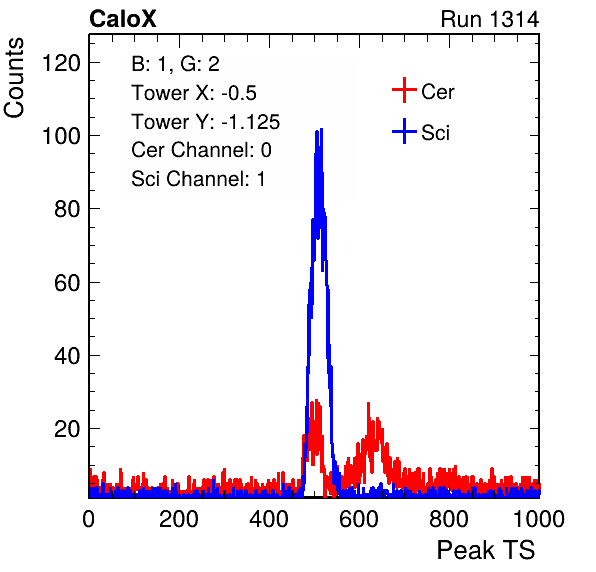 CaloX Run 1314
Counts
B: 1, G: 2
Tower X: -0.5
Tower Y: -1.125
Cer Channel: 0
Sci Channel: 1
Cer
Sci
120
100
80
60
40
20
0 200 400 600 800 1000
Peak TS